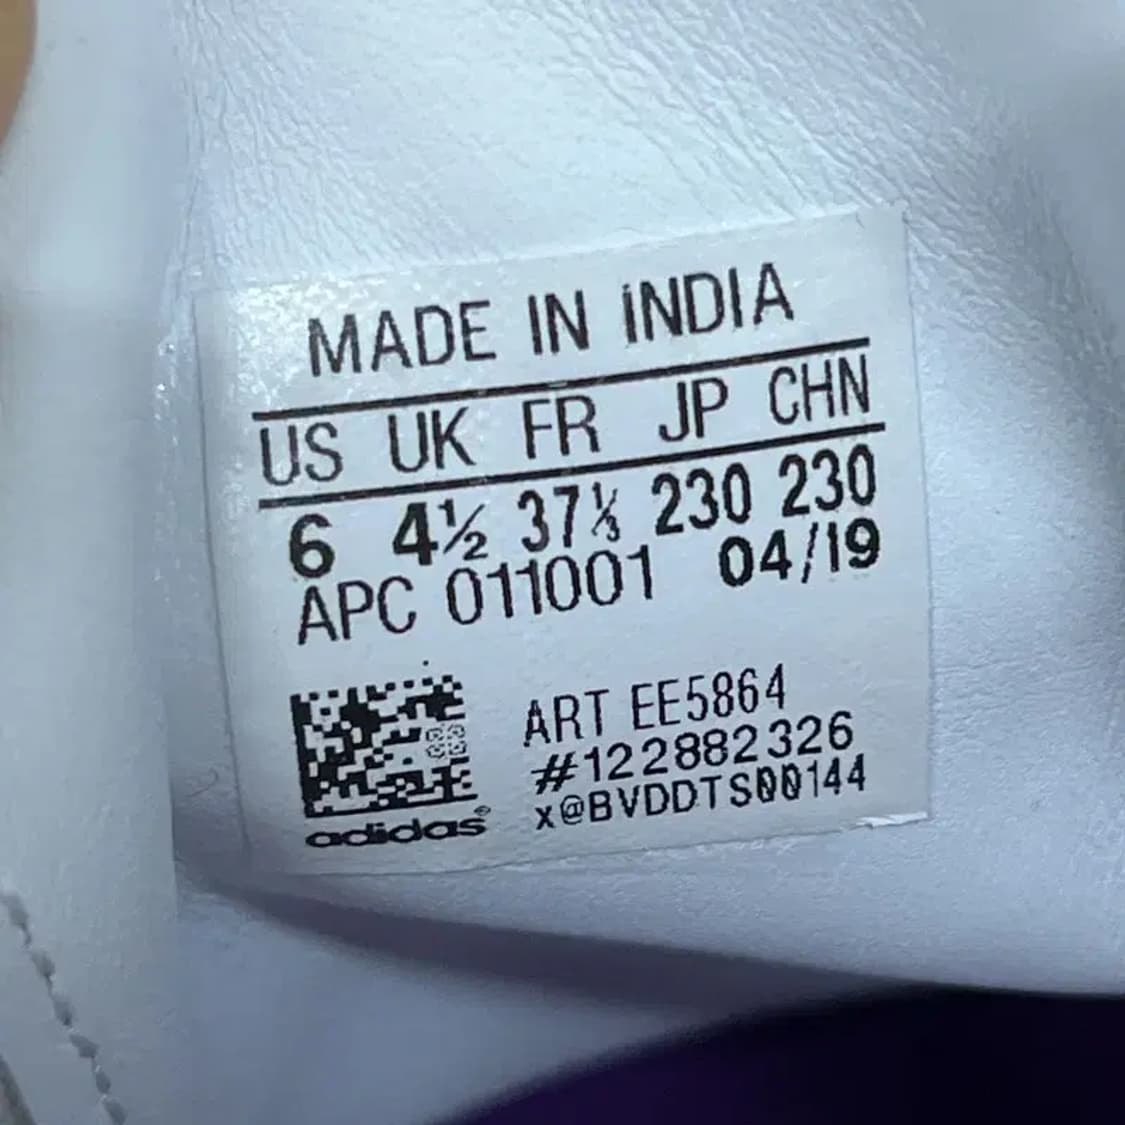 MADE IN INDIA
US UK FR JP CHN
6 4½ 37⅓ 230 230
APC 011001 04/19
ART EE5864
#122882326
x@BVDDTS00144
adidas®